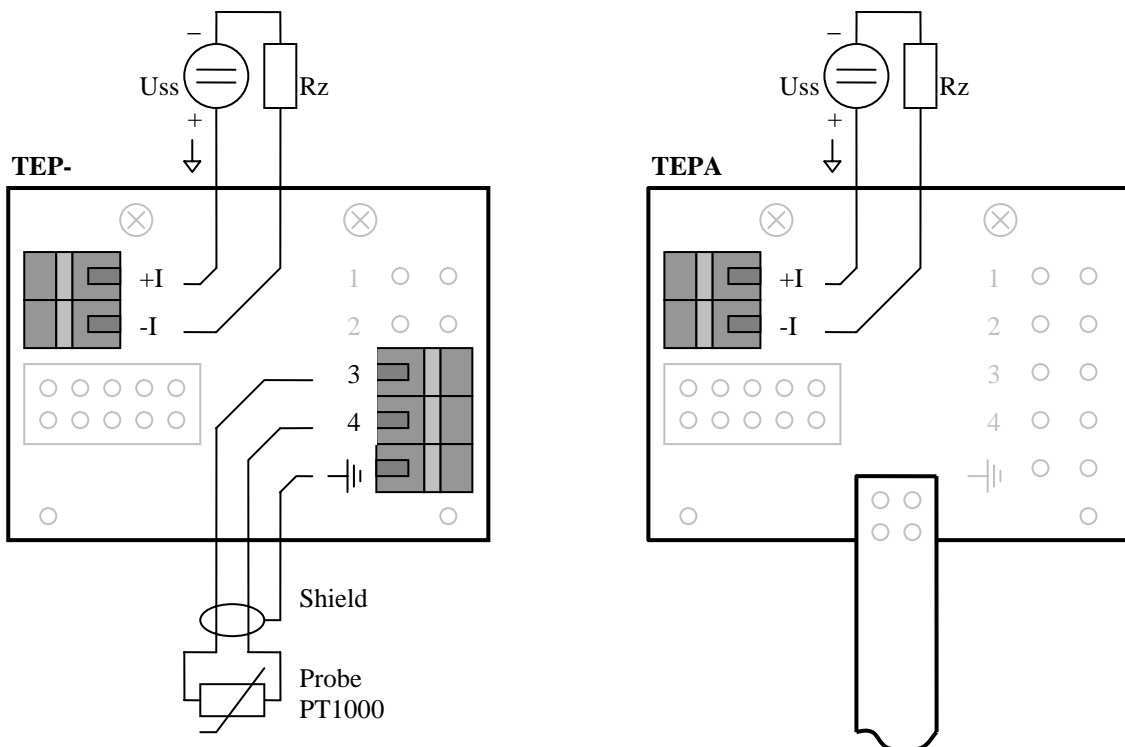 −
Uss
Rz
+
TEP-
+I
-I
1
2
3
4
Shield
Probe
PT1000
−
Uss
Rz
+
TEPA
+I
-I
1
2
3
4